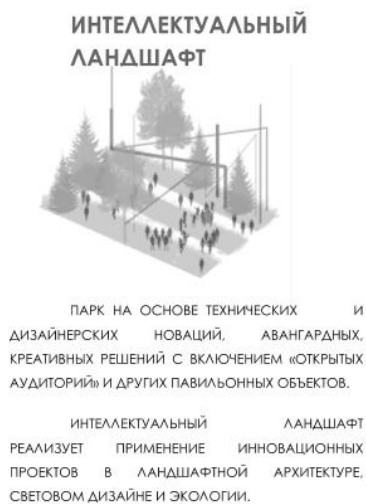 ИНТЕЛЛЕКТУАЛЬНЫЙ
ЛАНДШАФТ
ПАРК НА ОСНОВЕ ТЕХНИЧЕСКИХ И
ДИЗАЙНЕРСКИХ НОВАЦИЙ, АВАНГАРДНЫХ,
КРЕАТИВНЫХ РЕШЕНИЙ С ВКЛЮЧЕНИЕМ «ОТКРЫТЫХ
АУДИТОРИЙ» И ДРУГИХ ПАВИЛЬОННЫХ ОБЪЕКТОВ.
ИНТЕЛЛЕКТУАЛЬНЫЙ ЛАНДШАФТ
РЕАЛИЗУЕТ ПРИМЕНЕНИЕ ИННОВАЦИОННЫХ
ПРОЕКТОВ В ЛАНДШАФТНОЙ АРХИТЕКТУРЕ,
СВЕТОВОМ ДИЗАЙНЕ И ЭКОЛОГИИ.